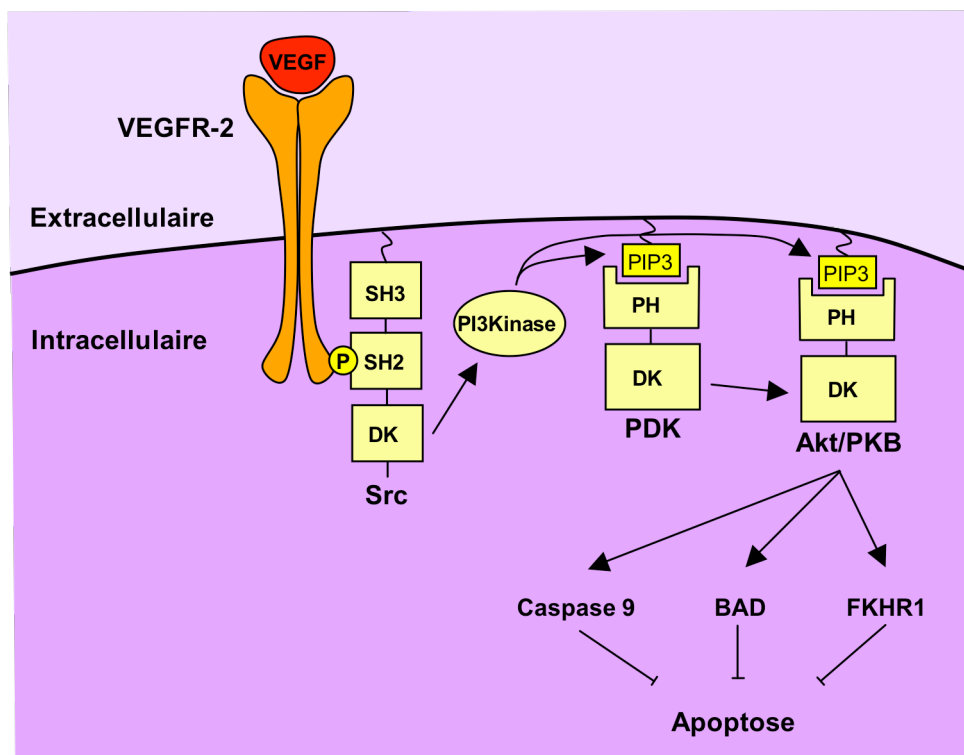 VEGF
VEGFR-2
Extracellulaire
Intracellulaire
SH3
P
SH2
DK
Src
PI3Kinase
PIP3
PH
DK
PDK
PIP3
PH
DK
Akt/PKB
Caspase 9
BAD
FKHR1
Apoptose